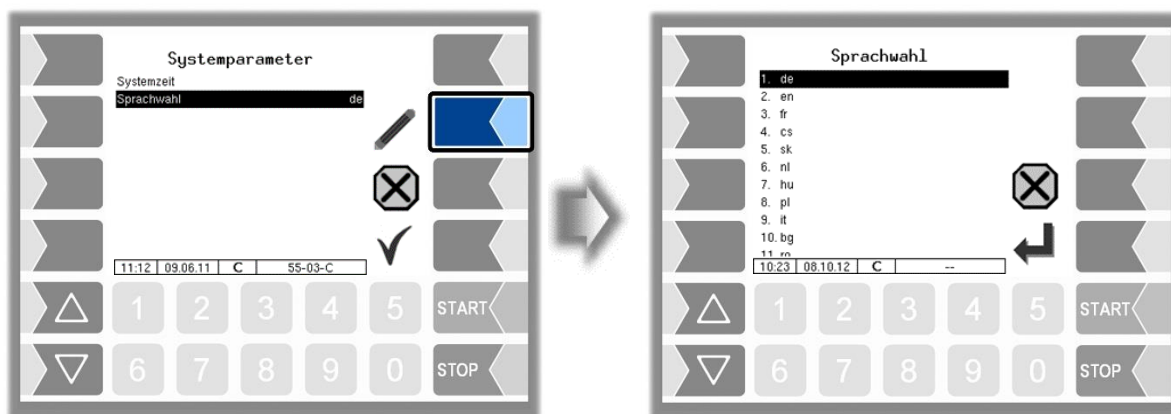 Systemparameter
Systemzeit
Sprachwahl de
11:12 09.06.11 C 55-03-C
1 2 3 4 5 START
6 7 8 9 0 STOP
Sprachwahl
1. de
2. en
3. fr
4. cs
5. sk
6. nl
7. hu
8. pl
9. it
10. bg
11. ro
10:23 08.10.12 C --
1 2 3 4 5 START
6 7 8 9 0 STOP